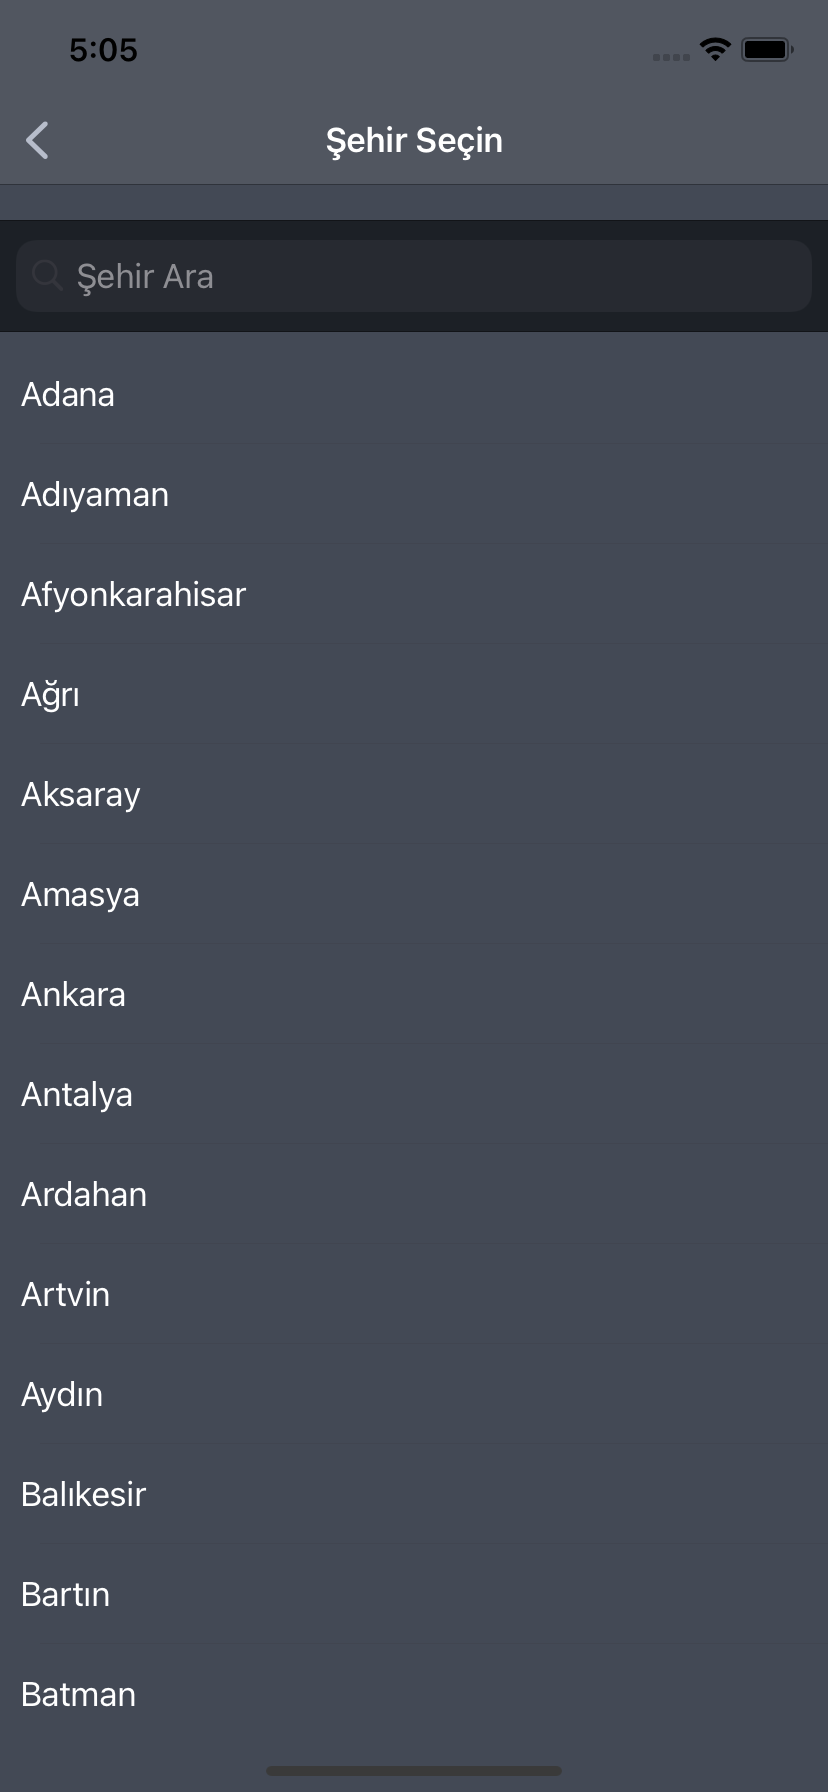 5:05
Şehir Seçin
Şehir Ara
Adana
Adıyaman
Afyonkarahisar
Ağrı
Aksaray
Amasya
Ankara
Antalya
Ardahan
Artvin
Aydın
Balıkesir
Bartın
Batman